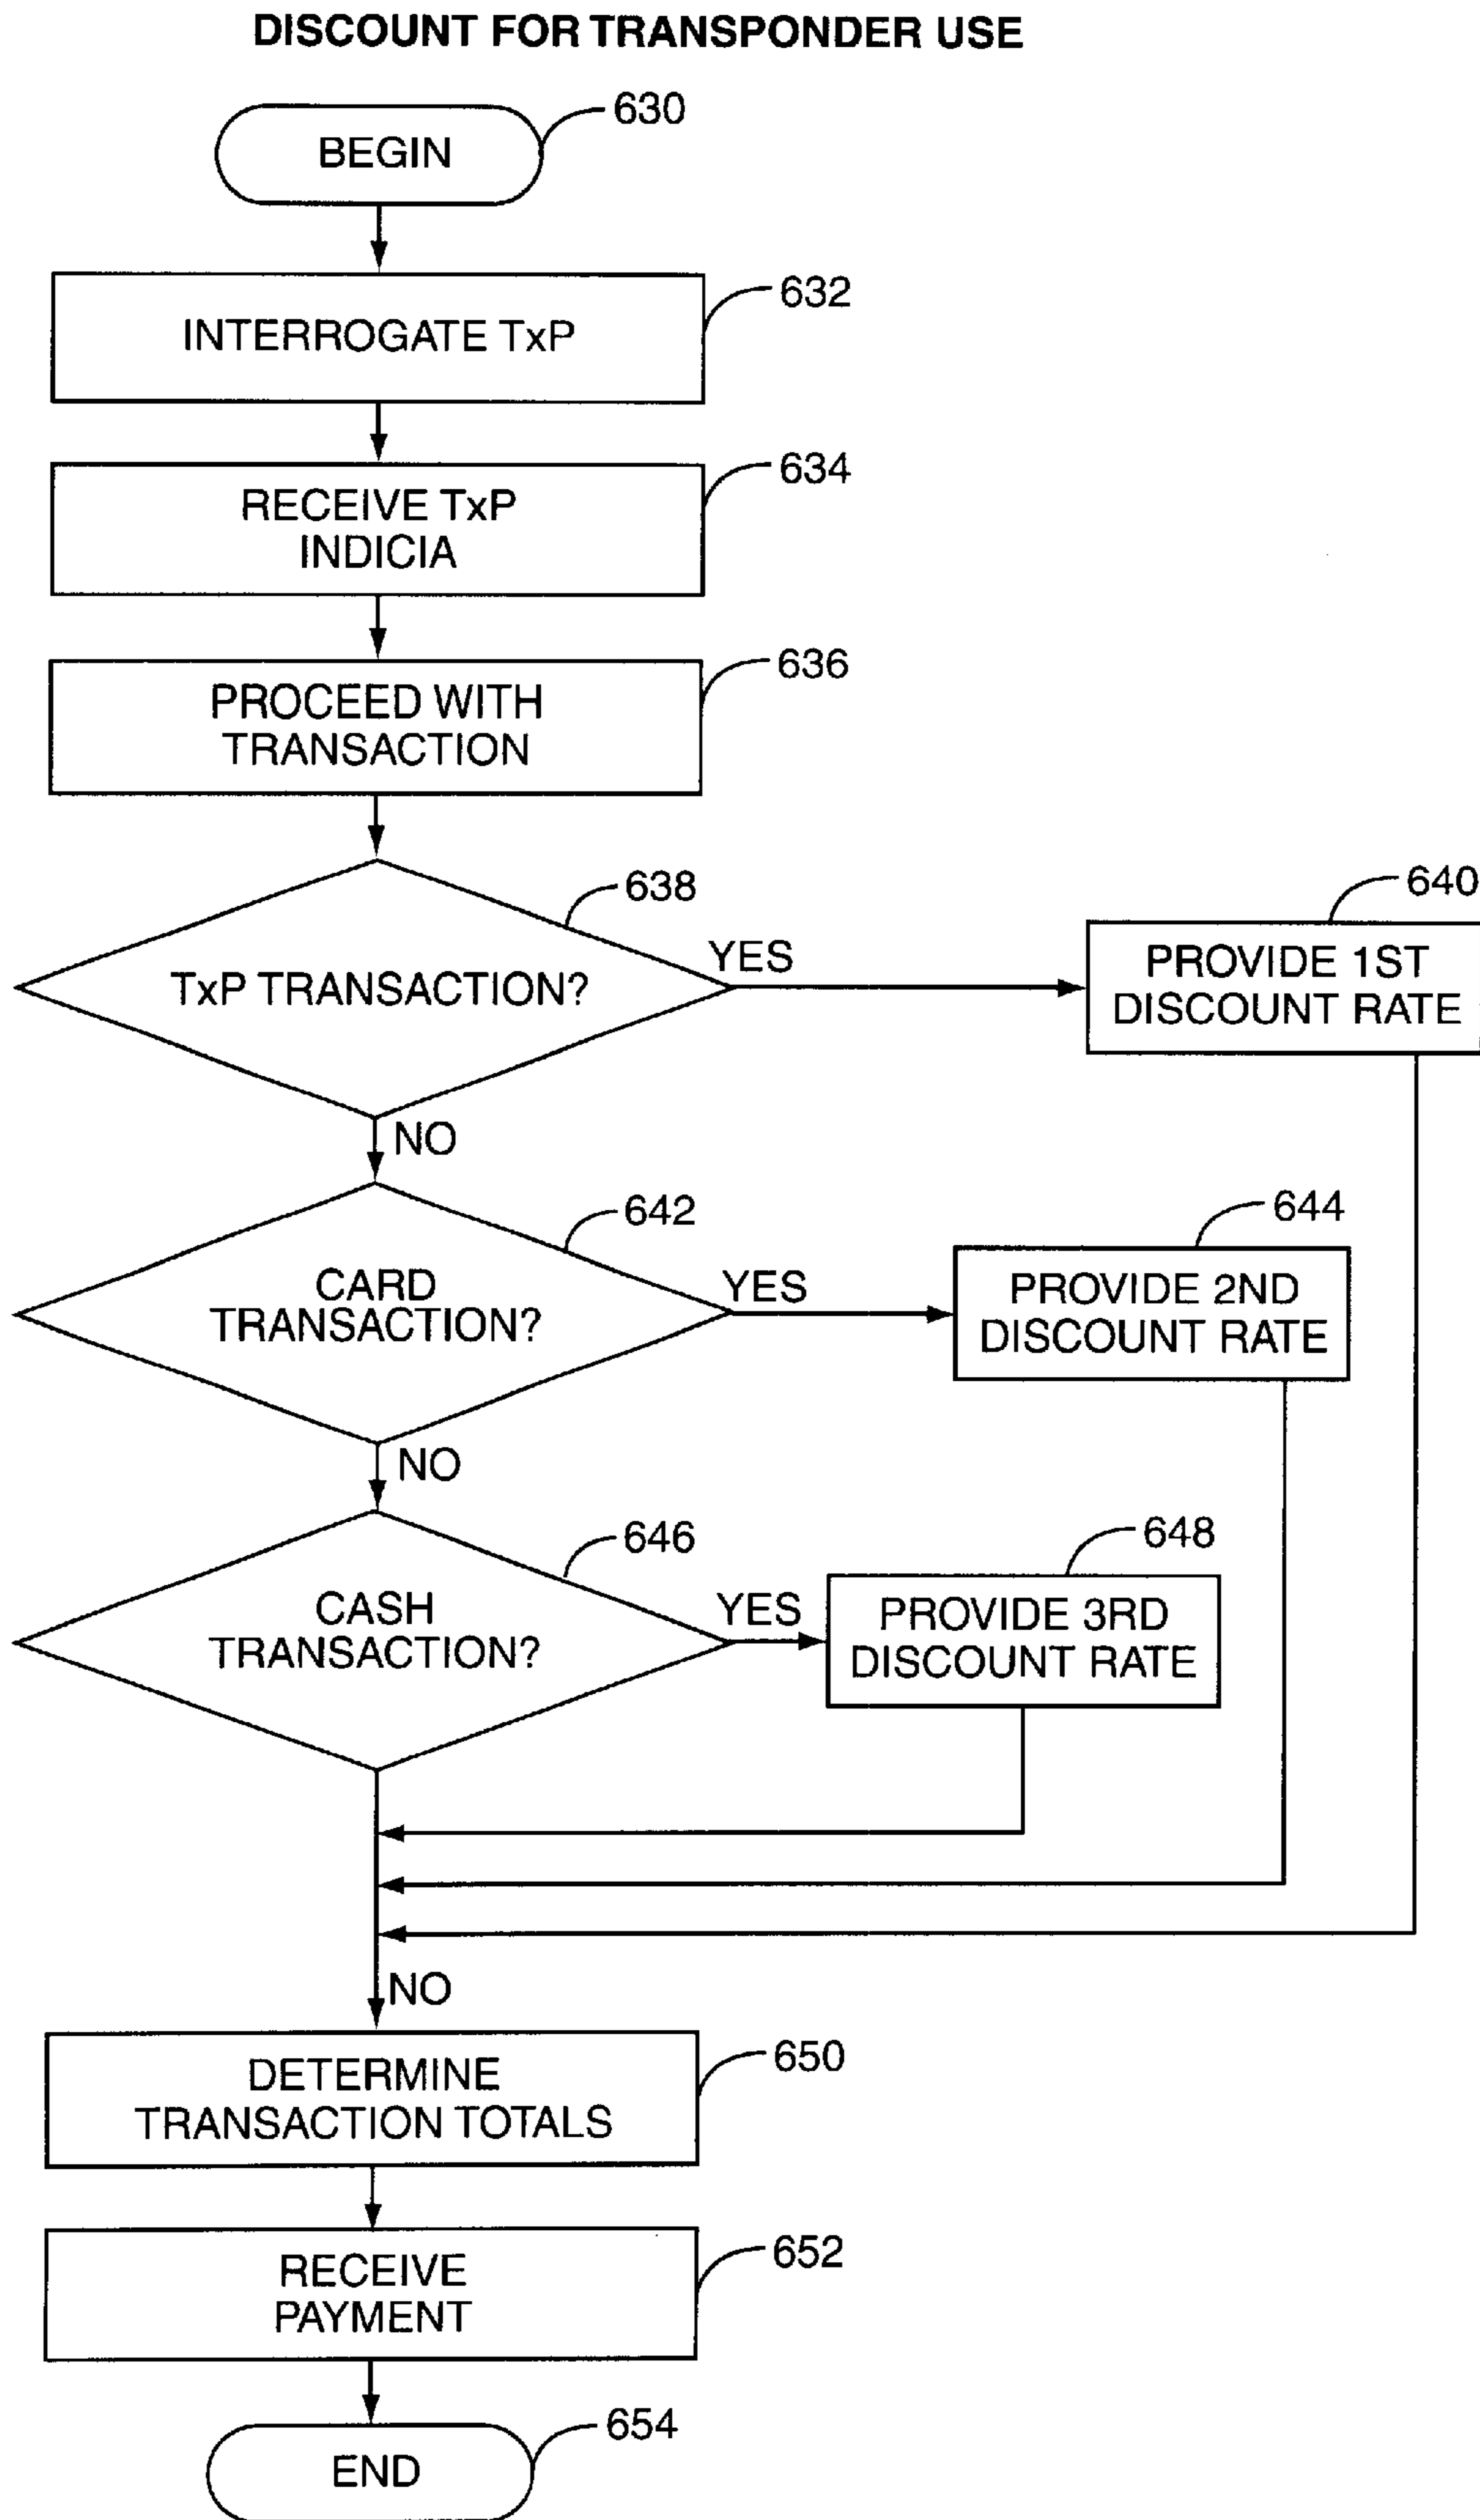 DISCOUNT FOR TRANSPONDER USE
BEGIN
630
INTERROGATE TxP
632
RECEIVE TxP
INDICIA
634
PROCEED WITH
TRANSACTION
636
TxP TRANSACTION?
638
YES
PROVIDE 1ST
DISCOUNT RATE
640
NO
CARD
TRANSACTION?
642
YES
PROVIDE 2ND
DISCOUNT RATE
644
NO
CASH
TRANSACTION?
646
YES
PROVIDE 3RD
DISCOUNT RATE
648
NO
DETERMINE
TRANSACTION TOTALS
650
RECEIVE
PAYMENT
652
END
654